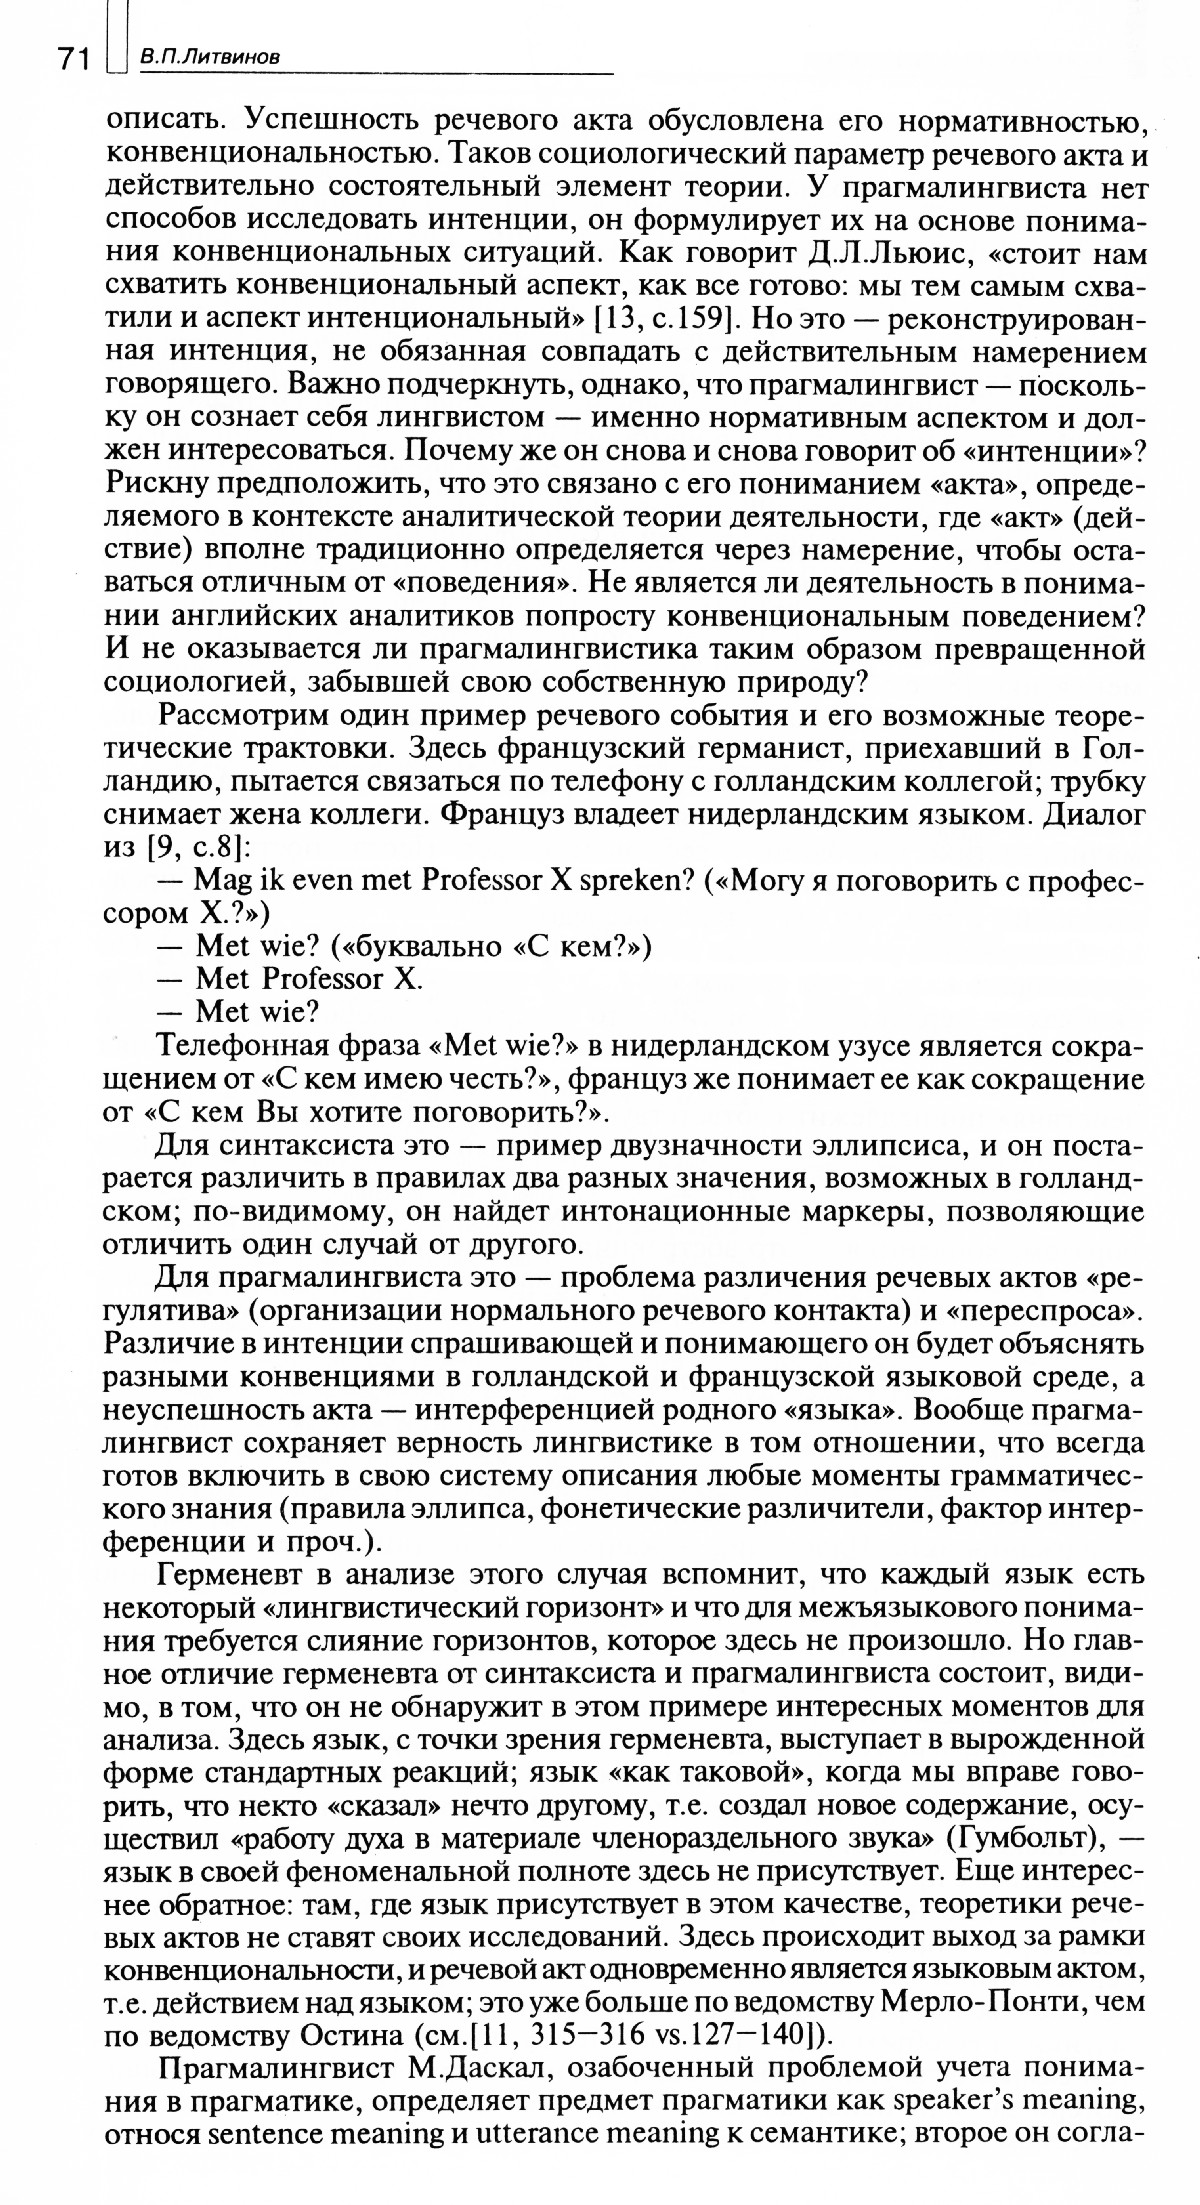 71
В.П.Литвинов
описать. Успешность речевого акта обусловлена его нормативностью,
конвенциональностью. Таков социологический параметр речевого акта и
действительно состоятельный элемент теории. У прагмалингвиста нет
способов исследовать интенции, он формулирует их на основе понима-
ния конвенциональных ситуаций. Как говорит Д.Л.Льюис, «стоит нам
схватить конвенциональный аспект, как все готово: мы тем самым схва-
тили и аспект интенциональный» [13, с.159]. Но это — реконструирован-
ная интенция, не обязанная совпадать с действительным намерением
говорящего. Важно подчеркнуть, однако, что прагмалингвист — посколь-
ку он сознает себя лингвистом — именно нормативным аспектом и дол-
жен интересоваться. Почему же он снова и снова говорит об «интенции»?
Рискну предположить, что это связано с его пониманием «акта», опреде-
ляемого в контексте аналитической теории деятельности, где «акт» (дей-
ствие) вполне традиционно определяется через намерение, чтобы оста-
ваться отличным от «поведения». Не является ли деятельность в понима-
нии английских аналитиков попросту конвенциональным поведением?
И не оказывается ли прагмалингвистика таким образом превращенной
социологией, забывшей свою собственную природу?
Рассмотрим один пример речевого события и его возможные теоре-
тические трактовки. Здесь французский германист, приехавший в Гол-
ландию, пытается связаться по телефону с голландским коллегой; трубку
снимает жена коллеги. Француз владеет нидерландским языком. Диалог
из [9, с.8]:
— Mag ik even met Professor X spreken? («Могу я поговорить с профес-
сором X.?»)
— Met wie? («буквально «С кем?»)
— Met Professor X.
— Met wie?
Телефонная фраза «Met wie?» в нидерландском узусе является сокра-
щением от «С кем имею честь?», француз же понимает ее как сокращение
от «С кем Вы хотите поговорить?».
Для синтаксиста это — пример двузначности эллипсиса, и он поста-
рается различить в правилах два разных значения, возможных в голланд-
ском; по-видимому, он найдет интонационные маркеры, позволяющие
отличить один случай от другого.
Для прагмалингвиста это — проблема различения речевых актов «ре-
гулятива» (организации нормального речевого контакта) и «переспроса».
Различие в интенции спрашивающей и понимающего он будет объяснять
разными конвенциями в голландской и французской языковой среде, а
неуспешность акта — интерференцией родного «языка». Вообще прагма-
лингвист сохраняет верность лингвистике в том отношении, что всегда
готов включить в свою систему описания любые моменты грамматичес-
кого знания (правила эллипса, фонетические различители, фактор интер-
ференции и проч.).
Герменевт в анализе этого случая вспомнит, что каждый язык есть
некоторый «лингвистический горизонт» и что для межъязыкового понима-
ния требуется слияние горизонтов, которое здесь не произошло. Но глав-
ное отличие герменевта от синтаксиста и прагмалингвиста состоит, види-
мо, в том, что он не обнаружит в этом примере интересных моментов для
анализа. Здесь язык, с точки зрения герменевта, выступает в вырожденной
форме стандартных реакций; язык «как таковой», когда мы вправе гово-
рить, что некто «сказал» нечто другому, т.е. создал новое содержание, осу-
ществил «работу духа в материале членораздельного звука» (Гумбольт), —
язык в своей феноменальной полноте здесь не присутствует. Еще интерес-
нее обратное: там, где язык присутствует в этом качестве, теоретики рече-
вых актов не ставят своих исследований. Здесь происходит выход за рамки
конвенциональности, и речевой акт одновременно является языковым актом,
т.е. действием над языком; это уже больше по ведомству Мерло-Понти, чем
по ведомству Остина (см.[11, 315—316 vs.127—140]).
Прагмалингвист М.Даскал, озабоченный проблемой учета понима-
ния в прагматике, определяет предмет прагматики как speaker’s meaning,
относя sentence meaning и utterance meaning к семантике; второе он согла-